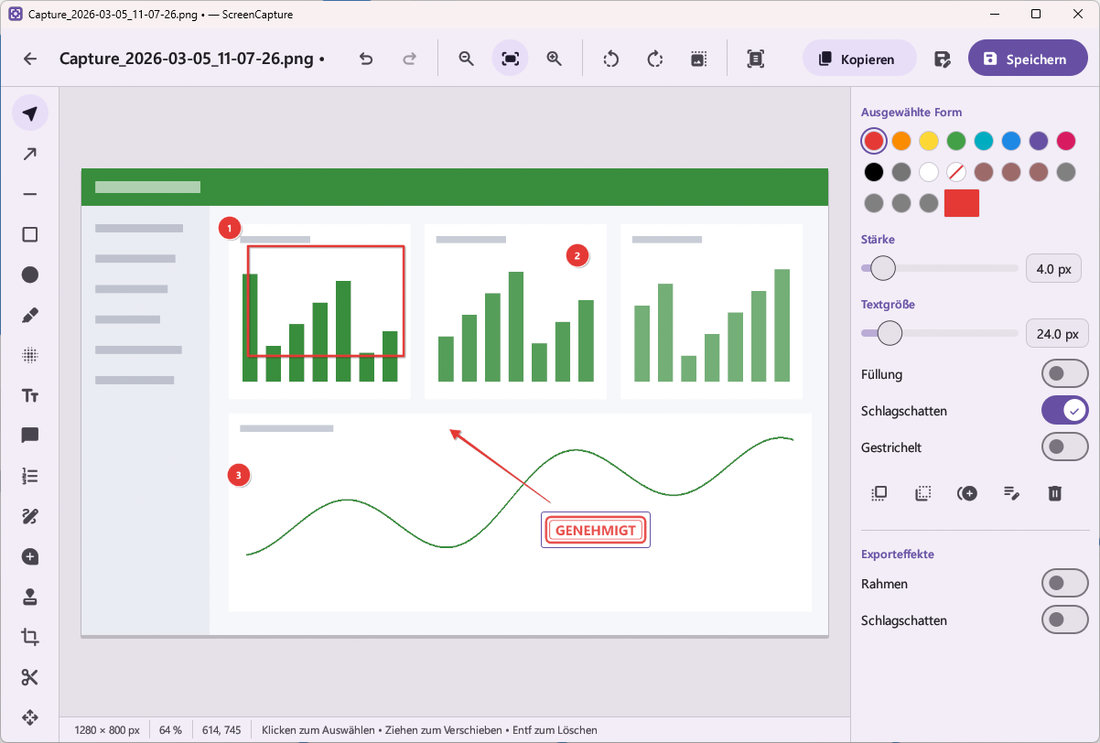 Capture_2026-03-05_11-07-26.png • — ScreenCapture
Capture_2026-03-05_11-07-26.png •
Kopieren
Speichern
Tт
1
2
3
GENEHMIGT
Ausgewählte Form
Stärke
4.0 px
Textgröße
24.0 px
Füllung
Schlagschatten
Gestrichelt
Exporteffekte
Rahmen
Schlagschatten
1280 × 800 px
64 %
614, 745
Klicken zum Auswählen • Ziehen zum Verschieben • Entf zum Löschen